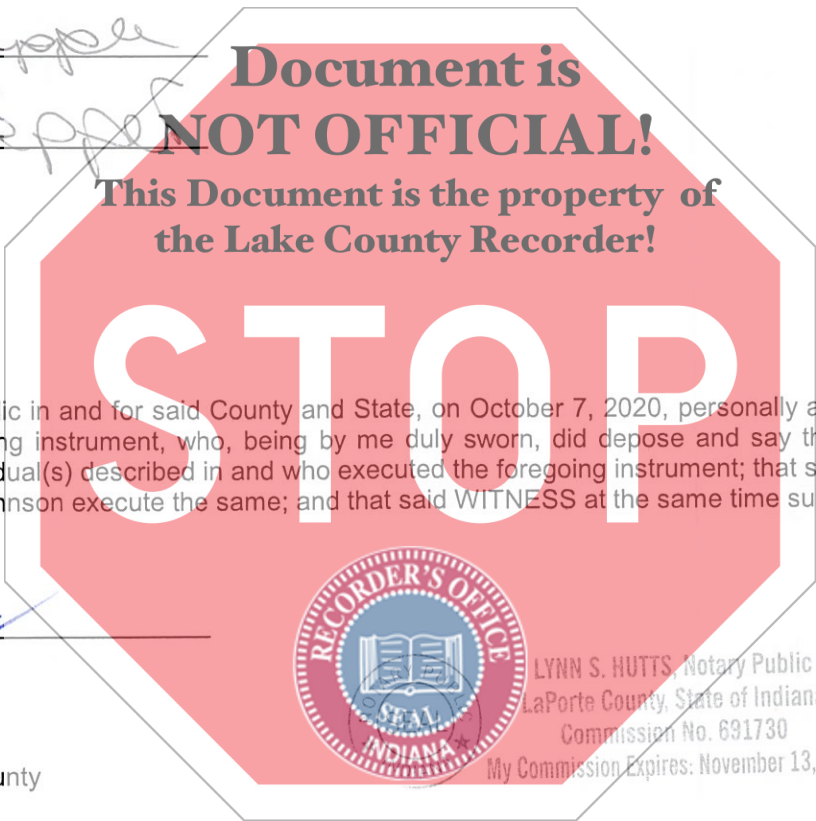 Document is
NOT OFFICIAL!
This Document is the property of
the Lake County Recorder!
STOP
ic in and for said County and State, on October 7, 2020, personally a
ng instrument, who, being by me duly sworn, did depose and say th
dual(s) described in and who executed the foregoing instrument; that s
nnson execute the same; and that said WITNESS at the same time su
RECORDER'S OFFICE
SEAL
INDIANA
LYNN S. HUTTS, Notary Public
LaPorte County, State of Indiana
Commission No. 691730
My Commission Expires: November 13,
unty